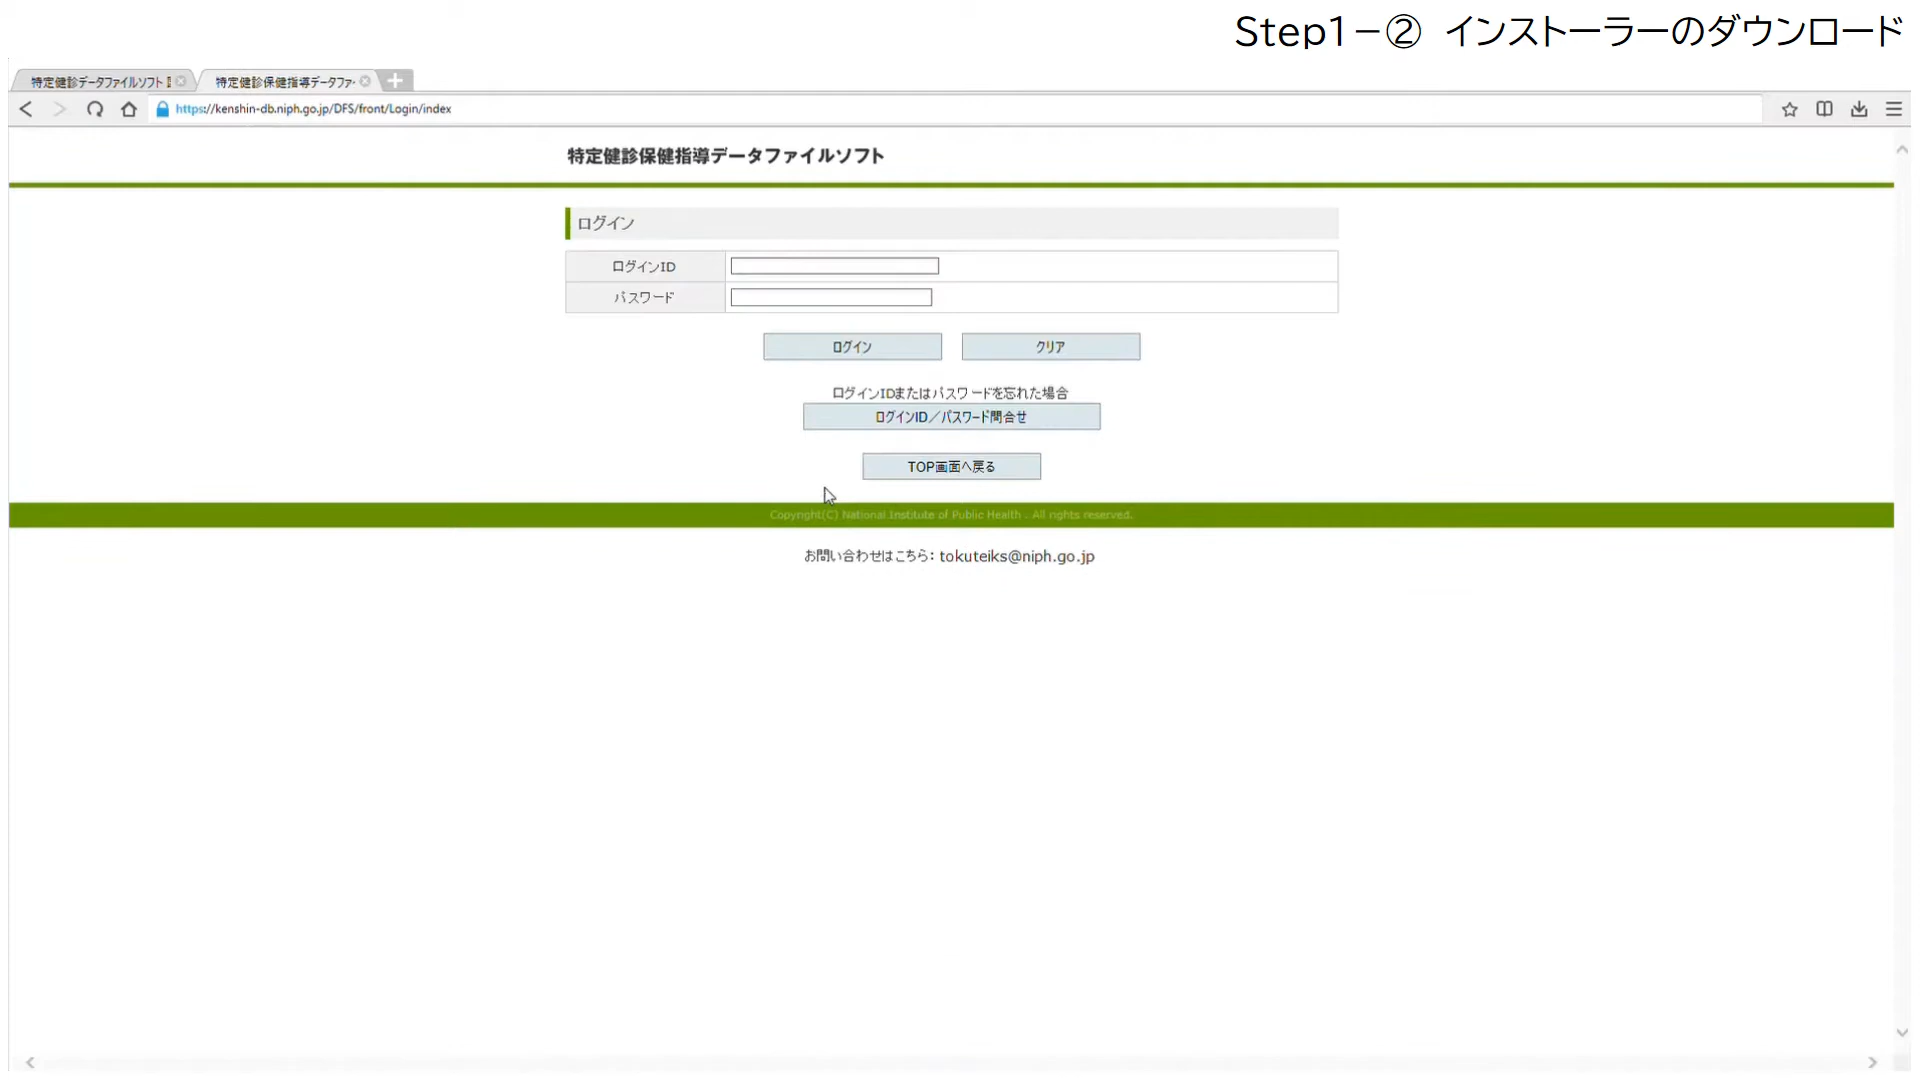 Step1－② インストーラーのダウンロード
特定健診データファイルソフト
特定健診保健指導データファ
https://kenshin-db.niph.go.jp/DFS/front/Login/index
特定健診保健指導データファイルソフト
ログイン
ログインID
パスワード
ログイン
クリア
ログインIDまたはパスワードを忘れた場合
ログインID／パスワード問合せ
TOP画面へ戻る
Copyright(C) National Institute of Public Health . All rights reserved.
お問い合わせはこちら: tokuteiks@niph.go.jp